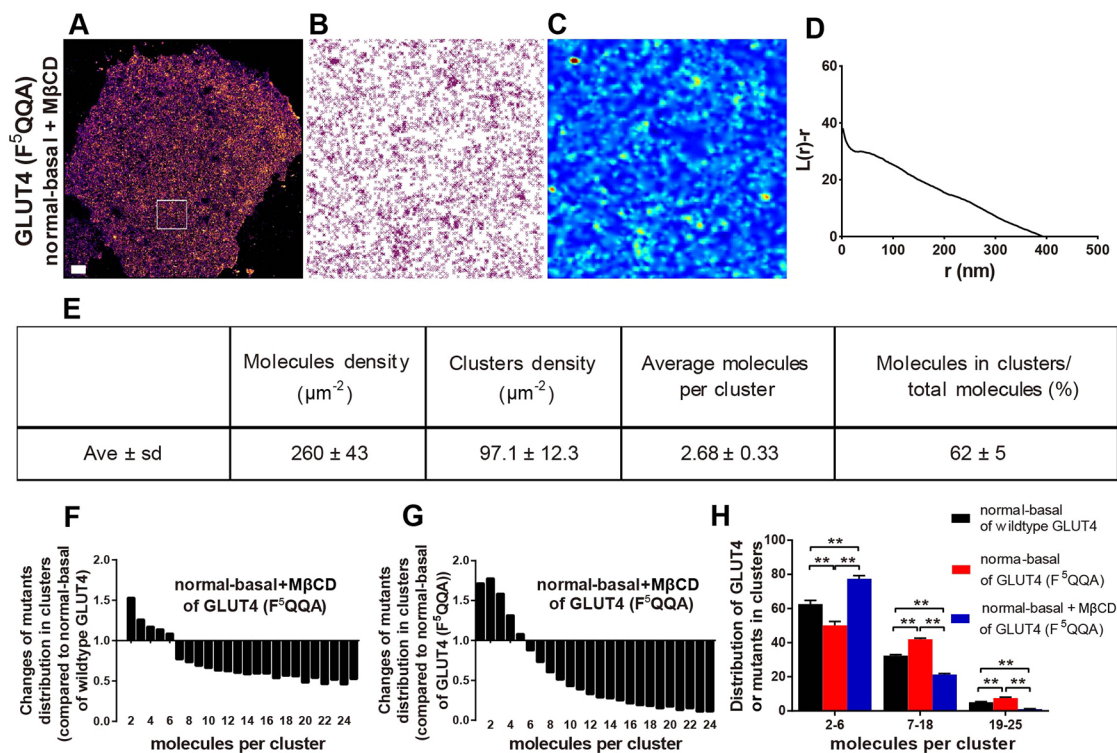 A
B
C
D
GLUT4 (F⁵QQA)
normal-basal + MβCD
60
40
20
0
L(r)-r
0 100 200 300 400 500
r (nm)
E
Molecules density
(µm⁻²)
Clusters density
(µm⁻²)
Average molecules
per cluster
Molecules in clusters/
total molecules (%)
Ave ± sd
260 ± 43
97.1 ± 12.3
2.68 ± 0.33
62 ± 5
F
Changes of mutants
distribution in clusters
(compared to normal-basal
of wildtype GLUT4)
2.0
1.5
1.0
0.5
0.0
normal-basal+MβCD
of GLUT4 (F⁵QQA)
2 4 6 8 10 12 14 16 18 20 22 24
molecules per cluster
G
Changes of mutants
distribution in clusters
(compared to normal-basal
of GLUT4 (F⁵QQA))
2.0
1.5
1.0
0.5
0.0
normal-basal+MβCD
of GLUT4 (F⁵QQA)
2 4 6 8 10 12 14 16 18 20 22 24
molecules per cluster
H
normal-basal
of wildtype GLUT4
norma-basal
of GLUT4 (F⁵QQA)
normal-basal + MβCD
of GLUT4 (F⁵QQA)
Distribution of GLUT4
or mutants in clusters
100
80
60
40
20
0
**
** **
**
** **
**
** **
2-6 7-18 19-25
molecules per cluster